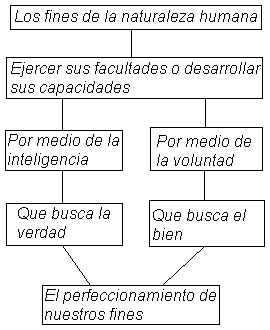 Los fines de la naturaleza humana
Ejercer sus facultades o desarrollar
sus capacidades
Por medio de la
inteligencia
Por medio de
la voluntad
Que busca la
verdad
Que busca el
bien
El perfeccionamiento de
nuestros fines